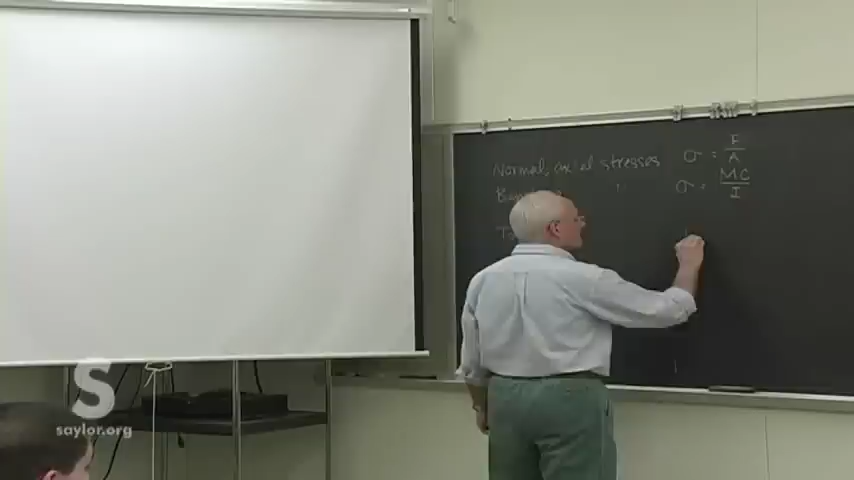 Normal, axial stresses σ = F/A
" σ = MC/I
S
saylor.org